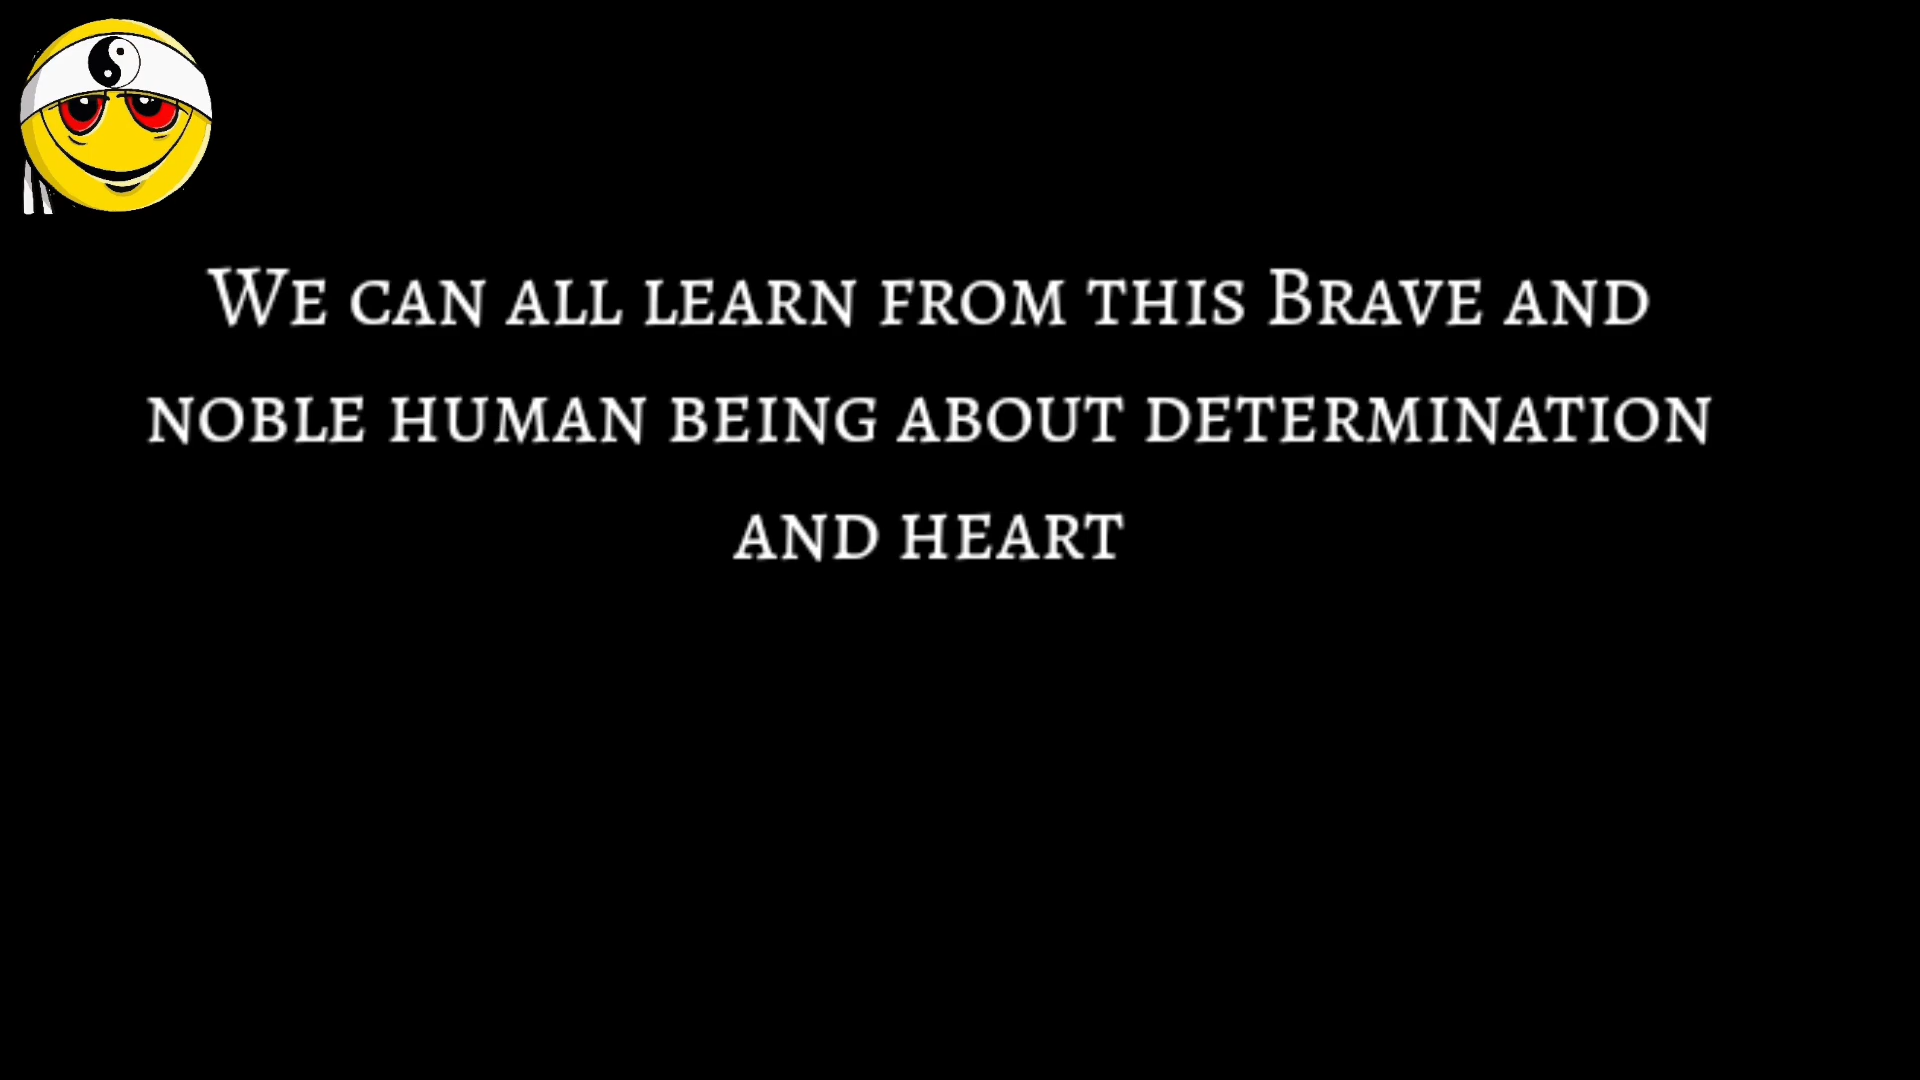 We can all learn from this Brave and
noble human being about determination
and heart